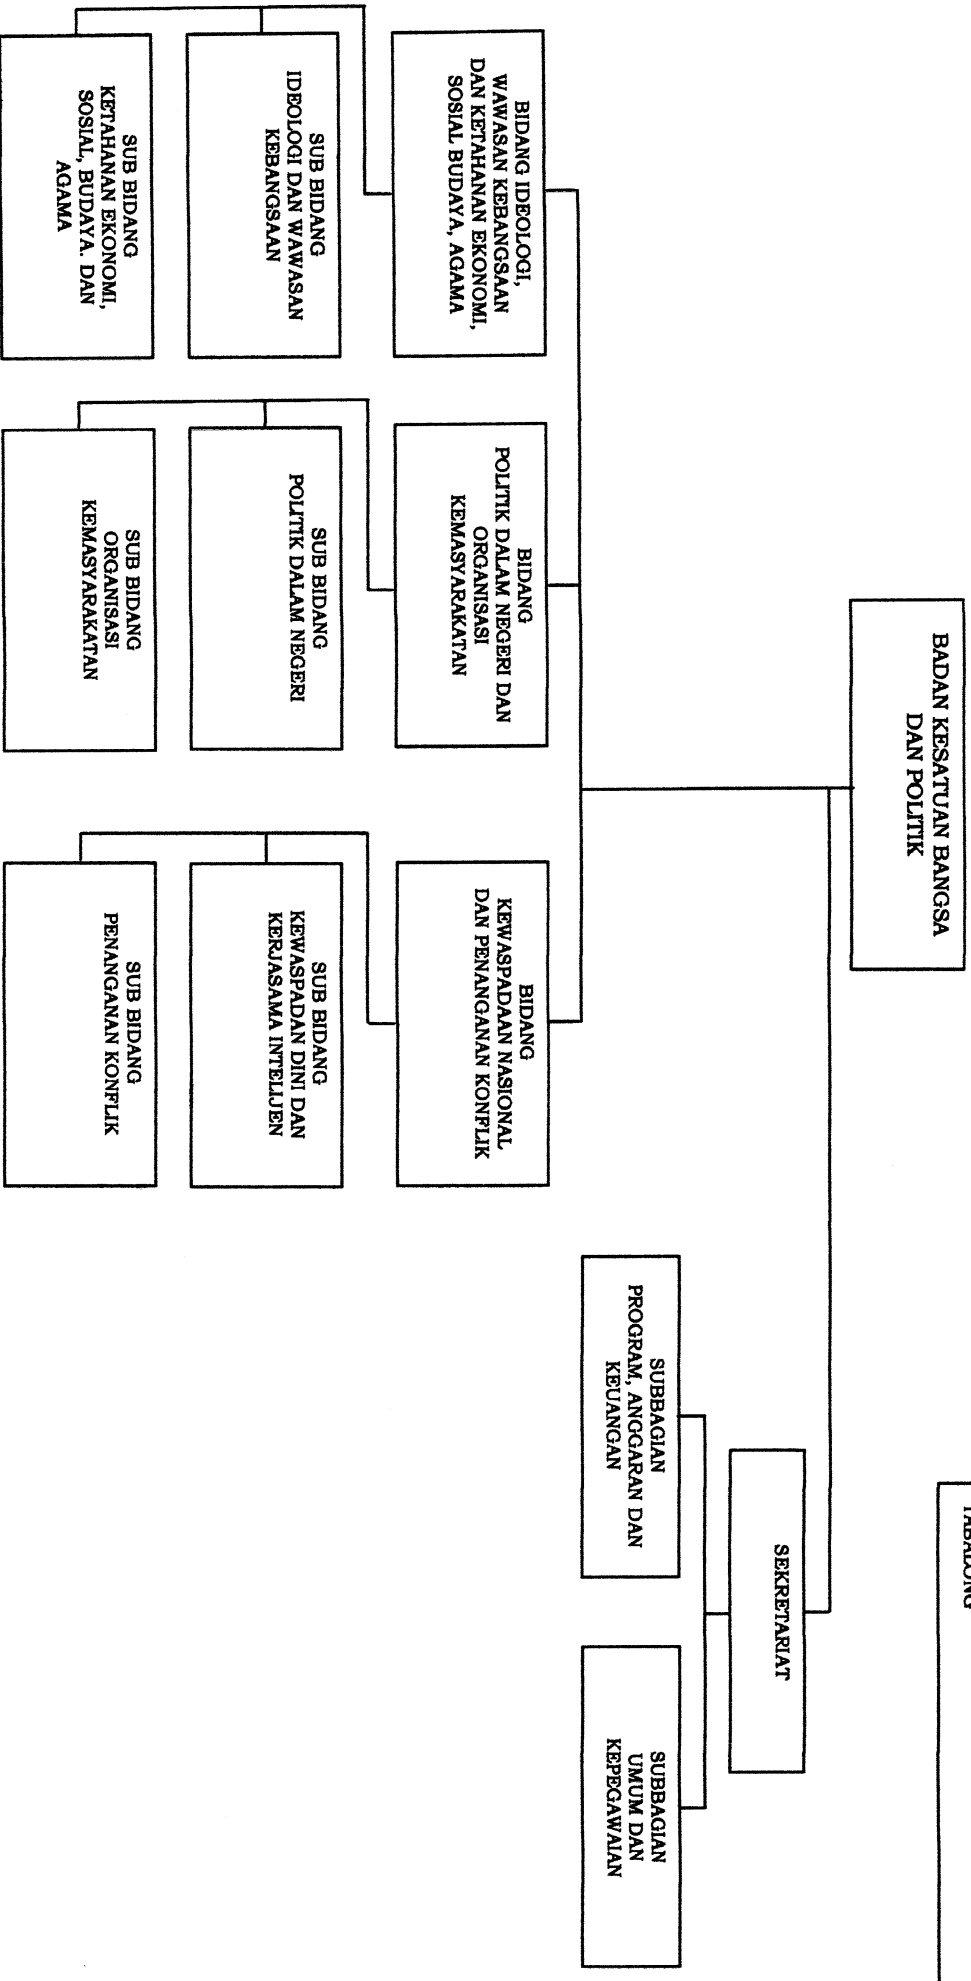 TABALONG
BADAN KESATUAN BANGSA
DAN POLITIK
SEKRETARIAT
SUBBAGIAN
PROGRAM, ANGGARAN DAN
KEUANGAN
SUBBAGIAN
UMUM DAN
KEPEGAWAIAN
BIDANG IDEOLOGI,
WAWASAN KEBANGSAAN
DAN KETAHANAN EKONOMI,
SOSIAL BUDAYA, AGAMA
BIDANG
POLITIK DALAM NEGERI DAN
ORGANISASI
KEMASYARAKATAN
BIDANG
KEWASPADAAN NASIONAL
DAN PENANGANAN KONFLIK
SUB BIDANG
IDEOLOGI DAN WAWASAN
KEBANGSAAN
SUB BIDANG
POLITIK DALAM NEGERI
SUB BIDANG
KEWASPADAN DINI DAN
KERJASAMA INTELIJEN
SUB BIDANG
KETAHANAN EKONOMI,
SOSIAL, BUDAYA. DAN
AGAMA
SUB BIDANG
ORGANISASI
KEMASYARAKATAN
SUB BIDANG
PENANGANAN KONFLIK